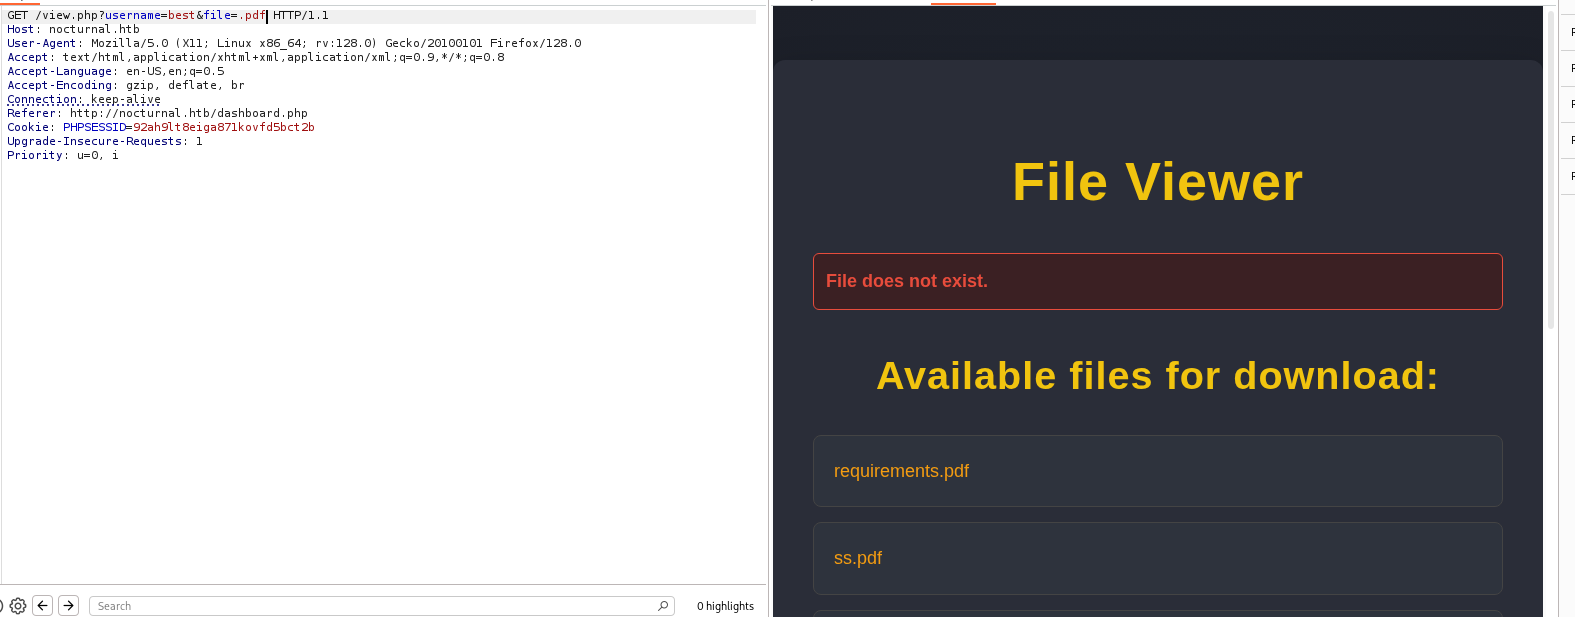 GET /view.php?username=best&file=.pdf HTTP/1.1
Host: nocturnal.htb
User-Agent: Mozilla/5.0 (X11; Linux x86_64; rv:128.0) Gecko/20100101 Firefox/128.0
Accept: text/html,application/xhtml+xml,application/xml;q=0.9,*/*;q=0.8
Accept-Language: en-US,en;q=0.5
Accept-Encoding: gzip, deflate, br
Connection: keep-alive
Referer: http://nocturnal.htb/dashboard.php
Cookie: PHPSESSID=92ah9lt8eiga871kovfd5bct2b
Upgrade-Insecure-Requests: 1
Priority: u=0, i
Search
0 highlights
File Viewer
File does not exist.
Available files for download:
requirements.pdf
ss.pdf